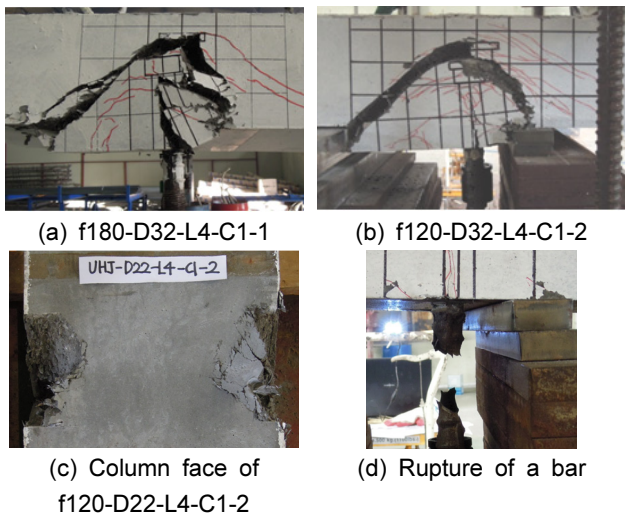 (a) f180-D32-L4-C1-1
(b) f120-D32-L4-C1-2
UHJ-D22-L4-C1-2
(c) Column face of
f120-D22-L4-C1-2
(d) Rupture of a bar